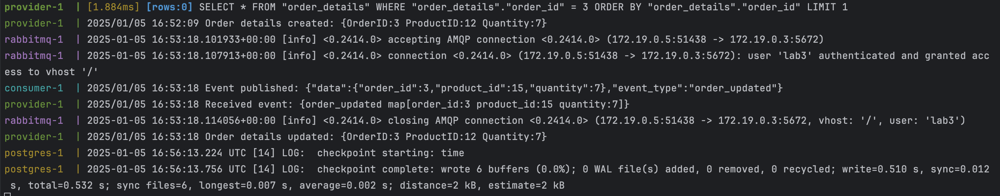 provider-1  | [1.884ms] [rows:0] SELECT * FROM "order_details" WHERE "order_details"."order_id" = 3 ORDER BY "order_details"."order_id" LIMIT 1
provider-1  | 2025/01/05 16:52:09 Order details created: {OrderID:3 ProductID:12 Quantity:7}
rabbitmq-1  | 2025-01-05 16:53:18.101933+00:00 [info] <0.2414.0> accepting AMQP connection <0.2414.0> (172.19.0.5:51438 -> 172.19.0.3:5672)
rabbitmq-1  | 2025-01-05 16:53:18.107913+00:00 [info] <0.2414.0> connection <0.2414.0> (172.19.0.5:51438 -> 172.19.0.3:5672): user 'lab3' authenticated and granted acc
ess to vhost '/'
consumer-1  | 2025/01/05 16:53:18 Event published: {"data":{"order_id":3,"product_id":15,"quantity":7},"event_type":"order_updated"}
provider-1  | 2025/01/05 16:53:18 Received event: {order_updated map[order_id:3 product_id:15 quantity:7]}
rabbitmq-1  | 2025-01-05 16:53:18.114056+00:00 [info] <0.2414.0> closing AMQP connection <0.2414.0> (172.19.0.5:51438 -> 172.19.0.3:5672, vhost: '/', user: 'lab3')
provider-1  | 2025/01/05 16:53:18 Order details updated: {OrderID:3 ProductID:12 Quantity:7}
postgres-1  | 2025-01-05 16:56:13.224 UTC [14] LOG:  checkpoint starting: time
postgres-1  | 2025-01-05 16:56:13.756 UTC [14] LOG:  checkpoint complete: wrote 6 buffers (0.0%); 0 WAL file(s) added, 0 removed, 0 recycled; write=0.510 s, sync=0.012
 s, total=0.532 s; sync files=6, longest=0.007 s, average=0.002 s; distance=2 kB, estimate=2 kB